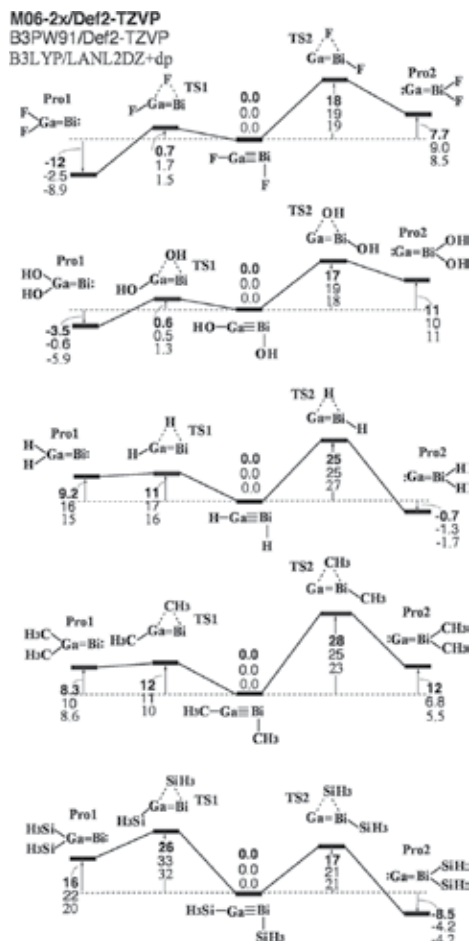 M06-2x/Def2-TZVP
B3PW91/Def2-TZVP
B3LYP/LANL2DZ+dp
Pro1
F
F
Ga=Bi:
-12
-2.5
-8.9
F
F
Ga=Bi
TS1
0.7
1.7
1.5
0.0
0.0
0.0
F-Ga≡Bi
F
TS2
F
Ga=Bi
F
18
19
19
Pro2
:Ga=Bi
F
F
7.7
9.0
8.5
Pro1
HO
HO
Ga=Bi:
-3.5
-0.6
-5.9
OH
HO
Ga=Bi
TS1
0.6
0.5
1.3
0.0
0.0
0.0
HO-Ga≡Bi
OH
TS2
OH
Ga=Bi
OH
17
19
18
Pro2
:Ga=Bi
OH
OH
11
10
11
Pro1
H
H
Ga=Bi:
9.2
16
15
H
H
Ga=Bi
TS1
11
17
16
0.0
0.0
0.0
H-Ga≡Bi
H
TS2
H
Ga=Bi
H
25
25
27
Pro2
:Ga=Bi
H
H
-0.7
-1.3
-1.7
Pro1
H3C
H3C
Ga=Bi:
8.3
10
8.6
CH3
H3C
Ga=Bi
TS1
12
11
10
0.0
0.0
0.0
H3C-Ga≡Bi
CH3
TS2
CH3
Ga=Bi
CH3
28
25
23
Pro2
:Ga=Bi
CH3
CH3
12
6.8
5.5
Pro1
H3Si
H3Si
Ga=Bi:
16
22
20
SiH3
H3Si
Ga=Bi
TS1
26
33
32
0.0
0.0
0.0
H3Si-Ga≡Bi
SiH3
TS2
SiH3
Ga=Bi
SiH3
17
21
21
Pro2
:Ga=Bi
SiH3
SiH3
-8.5
-4.2
-4.2